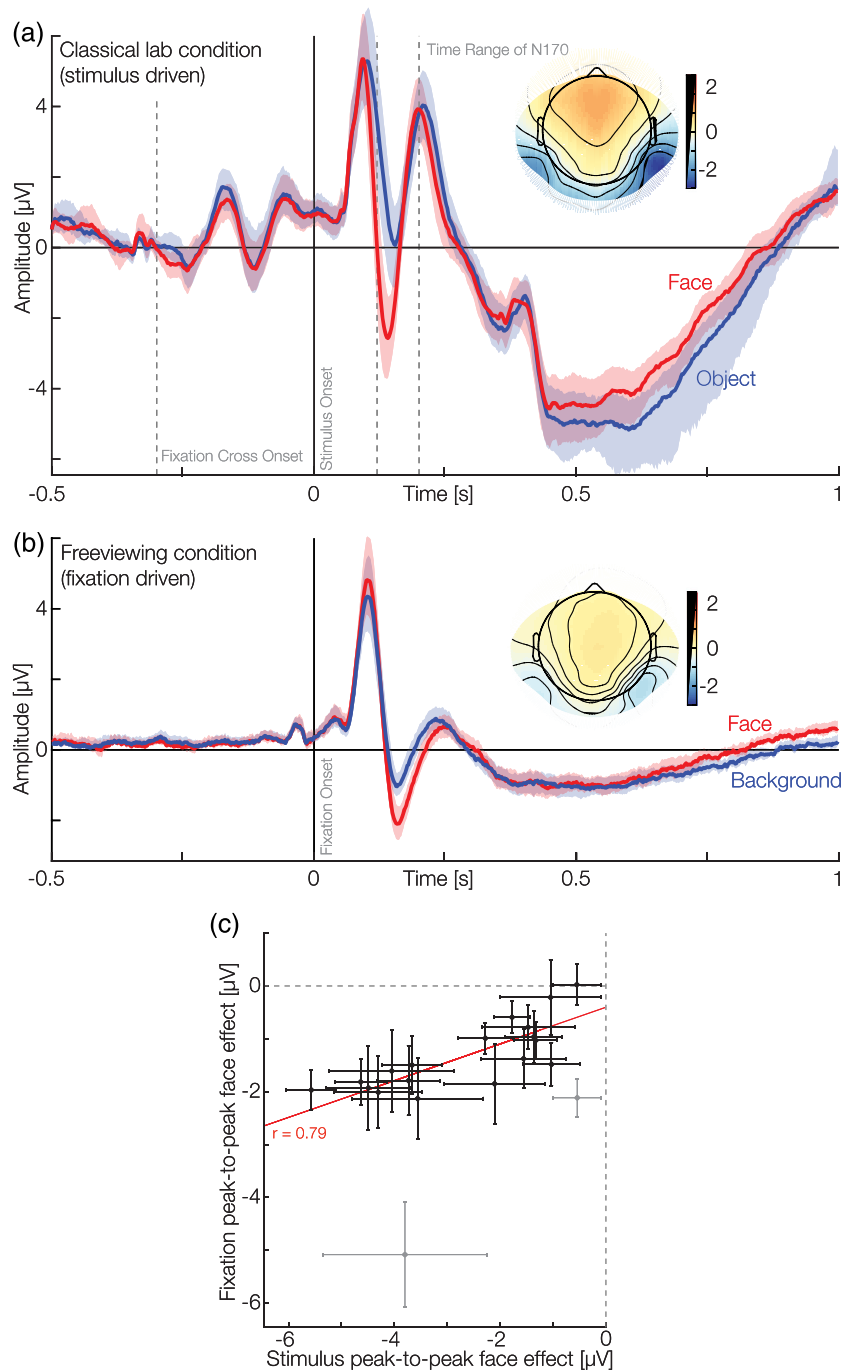 (a)
Classical lab condition
(stimulus driven)
Time Range of N170
4
0
-4
Amplitude [µV]
2
0
-2
Face
Object
Fixation Cross Onset
Stimulus Onset
-0.5
0
Time [s]
0.5
1
(b)
Freeviewing condition
(fixation driven)
4
0
Amplitude [µV]
2
0
-2
Face
Background
Fixation Onset
-0.5
0
Time [s]
0.5
1
(c)
0
-2
-4
-6
Fixation peak-to-peak face effect [µV]
r = 0.79
-6
-4
-2
0
Stimulus peak-to-peak face effect [µV]